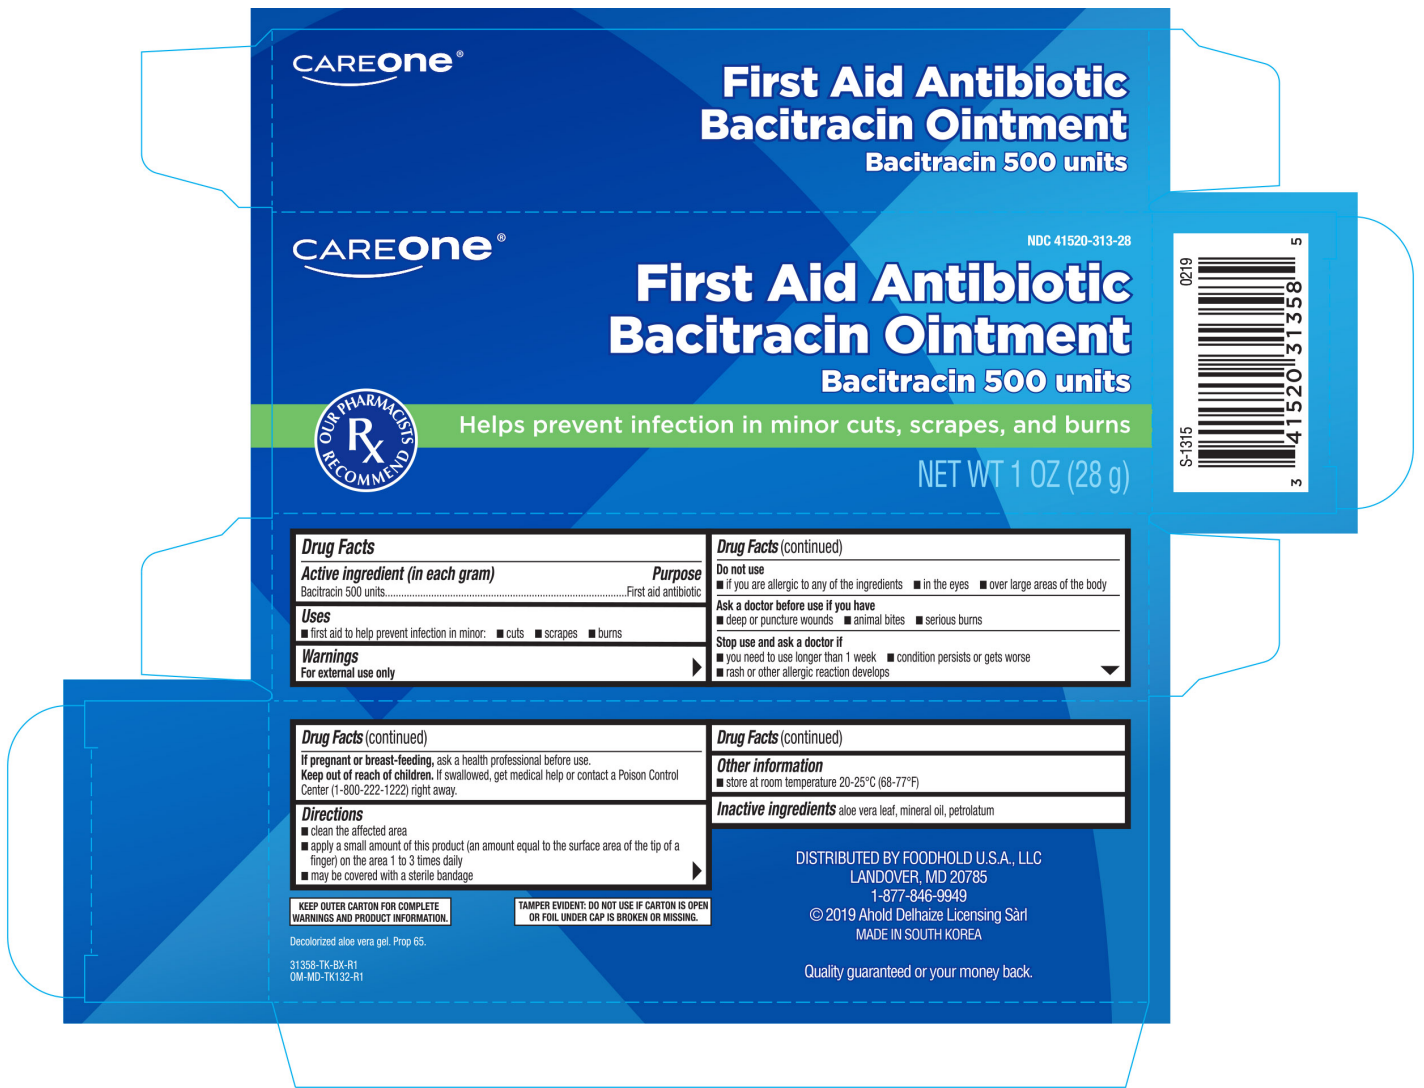 CAREone®
First Aid Antibiotic
Bacitracin Ointment
Bacitracin 500 units
CAREone®
NDC 41520-313-28
First Aid Antibiotic
Bacitracin Ointment
Bacitracin 500 units
Helps prevent infection in minor cuts, scrapes, and burns
OUR PHARMACISTS
Rx
RECOMMEND
NET WT 1 OZ (28 g)
S-1315
0219
3 41520 31358 5
Drug Facts
Active ingredient (in each gram) Purpose
Bacitracin 500 units....................First aid antibiotic
Uses
■ first aid to help prevent infection in minor: ■ cuts ■ scrapes ■ burns
Warnings
For external use only
Drug Facts (continued)
Do not use
■ if you are allergic to any of the ingredients ■ in the eyes ■ over large areas of the body
Ask a doctor before use if you have
■ deep or puncture wounds ■ animal bites ■ serious burns
Stop use and ask a doctor if
■ you need to use longer than 1 week ■ condition persists or gets worse
■ rash or other allergic reaction develops
Drug Facts (continued)
If pregnant or breast-feeding, ask a health professional before use.
Keep out of reach of children. If swallowed, get medical help or contact a Poison Control
Center (1-800-222-1222) right away.
Directions
■ clean the affected area
■ apply a small amount of this product (an amount equal to the surface area of the tip of a
finger) on the area 1 to 3 times daily
■ may be covered with a sterile bandage
Drug Facts (continued)
Other information
■ store at room temperature 20-25°C (68-77°F)
Inactive ingredients aloe vera leaf, mineral oil, petrolatum
KEEP OUTER CARTON FOR COMPLETE
WARNINGS AND PRODUCT INFORMATION.
TAMPER EVIDENT: DO NOT USE IF CARTON IS OPEN
OR FOIL UNDER CAP IS BROKEN OR MISSING.
Decolorized aloe vera gel. Prop 65.
31358-TK-BX-R1
OM-MD-TK132-R1
DISTRIBUTED BY FOODHOLD U.S.A., LLC
LANDOVER, MD 20785
1-877-846-9949
© 2019 Ahold Delhaize Licensing Sàrl
MADE IN SOUTH KOREA
Quality guaranteed or your money back.